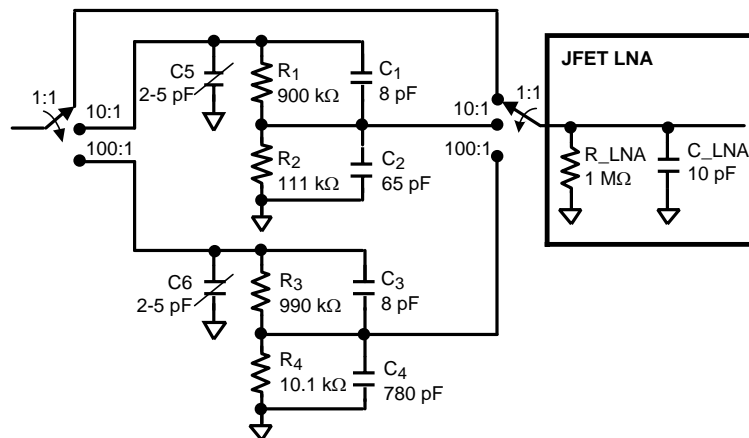 JFET LNA
C5
2-5 pF
R1
900 kΩ
C1
8 pF
1:1
10:1
100:1
1:1
10:1
100:1
R2
111 kΩ
C2
65 pF
R_LNA
1 MΩ
C_LNA
10 pF
C6
2-5 pF
R3
990 kΩ
C3
8 pF
R4
10.1 kΩ
C4
780 pF